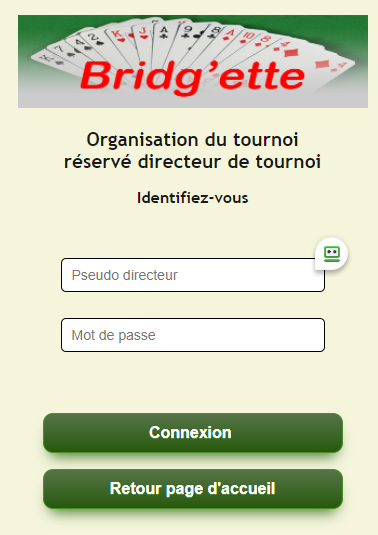 Bridg'ette
Organisation du tournoi
réservé directeur de tournoi
Identifiez-vous
Pseudo directeur
Mot de passe
Connexion
Retour page d'accueil